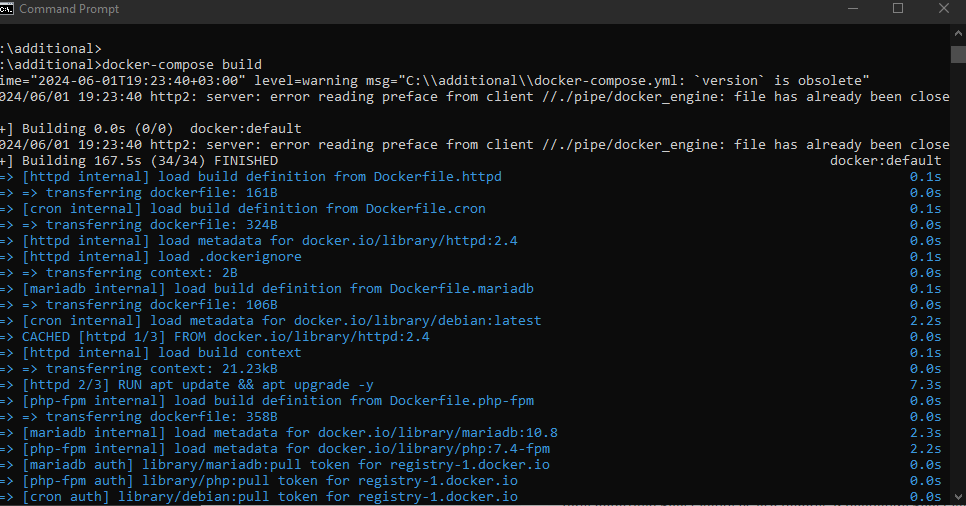 Command Prompt
:\additional>
:\additional>docker-compose build
ime="2024-06-01T19:23:40+03:00" level=warning msg="C:\\additional\\docker-compose.yml: `version` is obsolete"
024/06/01 19:23:40 http2: server: error reading preface from client //./pipe/docker_engine: file has already been close
+] Building 0.0s (0/0)  docker:default
024/06/01 19:23:40 http2: server: error reading preface from client //./pipe/docker_engine: file has already been close
+] Building 167.5s (34/34) FINISHED docker:default
=> [httpd internal] load build definition from Dockerfile.httpd 0.1s
=> => transferring dockerfile: 161B 0.0s
=> [cron internal] load build definition from Dockerfile.cron 0.1s
=> => transferring dockerfile: 324B 0.0s
=> [httpd internal] load metadata for docker.io/library/httpd:2.4 0.0s
=> [httpd internal] load .dockerignore 0.1s
=> => transferring context: 2B 0.0s
=> [mariadb internal] load build definition from Dockerfile.mariadb 0.1s
=> => transferring dockerfile: 106B 0.0s
=> [cron internal] load metadata for docker.io/library/debian:latest 2.2s
=> CACHED [httpd 1/3] FROM docker.io/library/httpd:2.4 0.0s
=> [httpd internal] load build context 0.1s
=> => transferring context: 21.23kB 0.0s
=> [httpd 2/3] RUN apt update && apt upgrade -y 7.3s
=> [php-fpm internal] load build definition from Dockerfile.php-fpm 0.0s
=> => transferring dockerfile: 358B 0.0s
=> [mariadb internal] load metadata for docker.io/library/mariadb:10.8 2.3s
=> [php-fpm internal] load metadata for docker.io/library/php:7.4-fpm 2.2s
=> [mariadb auth] library/mariadb:pull token for registry-1.docker.io 0.0s
=> [php-fpm auth] library/php:pull token for registry-1.docker.io 0.0s
=> [cron auth] library/debian:pull token for registry-1.docker.io 0.0s